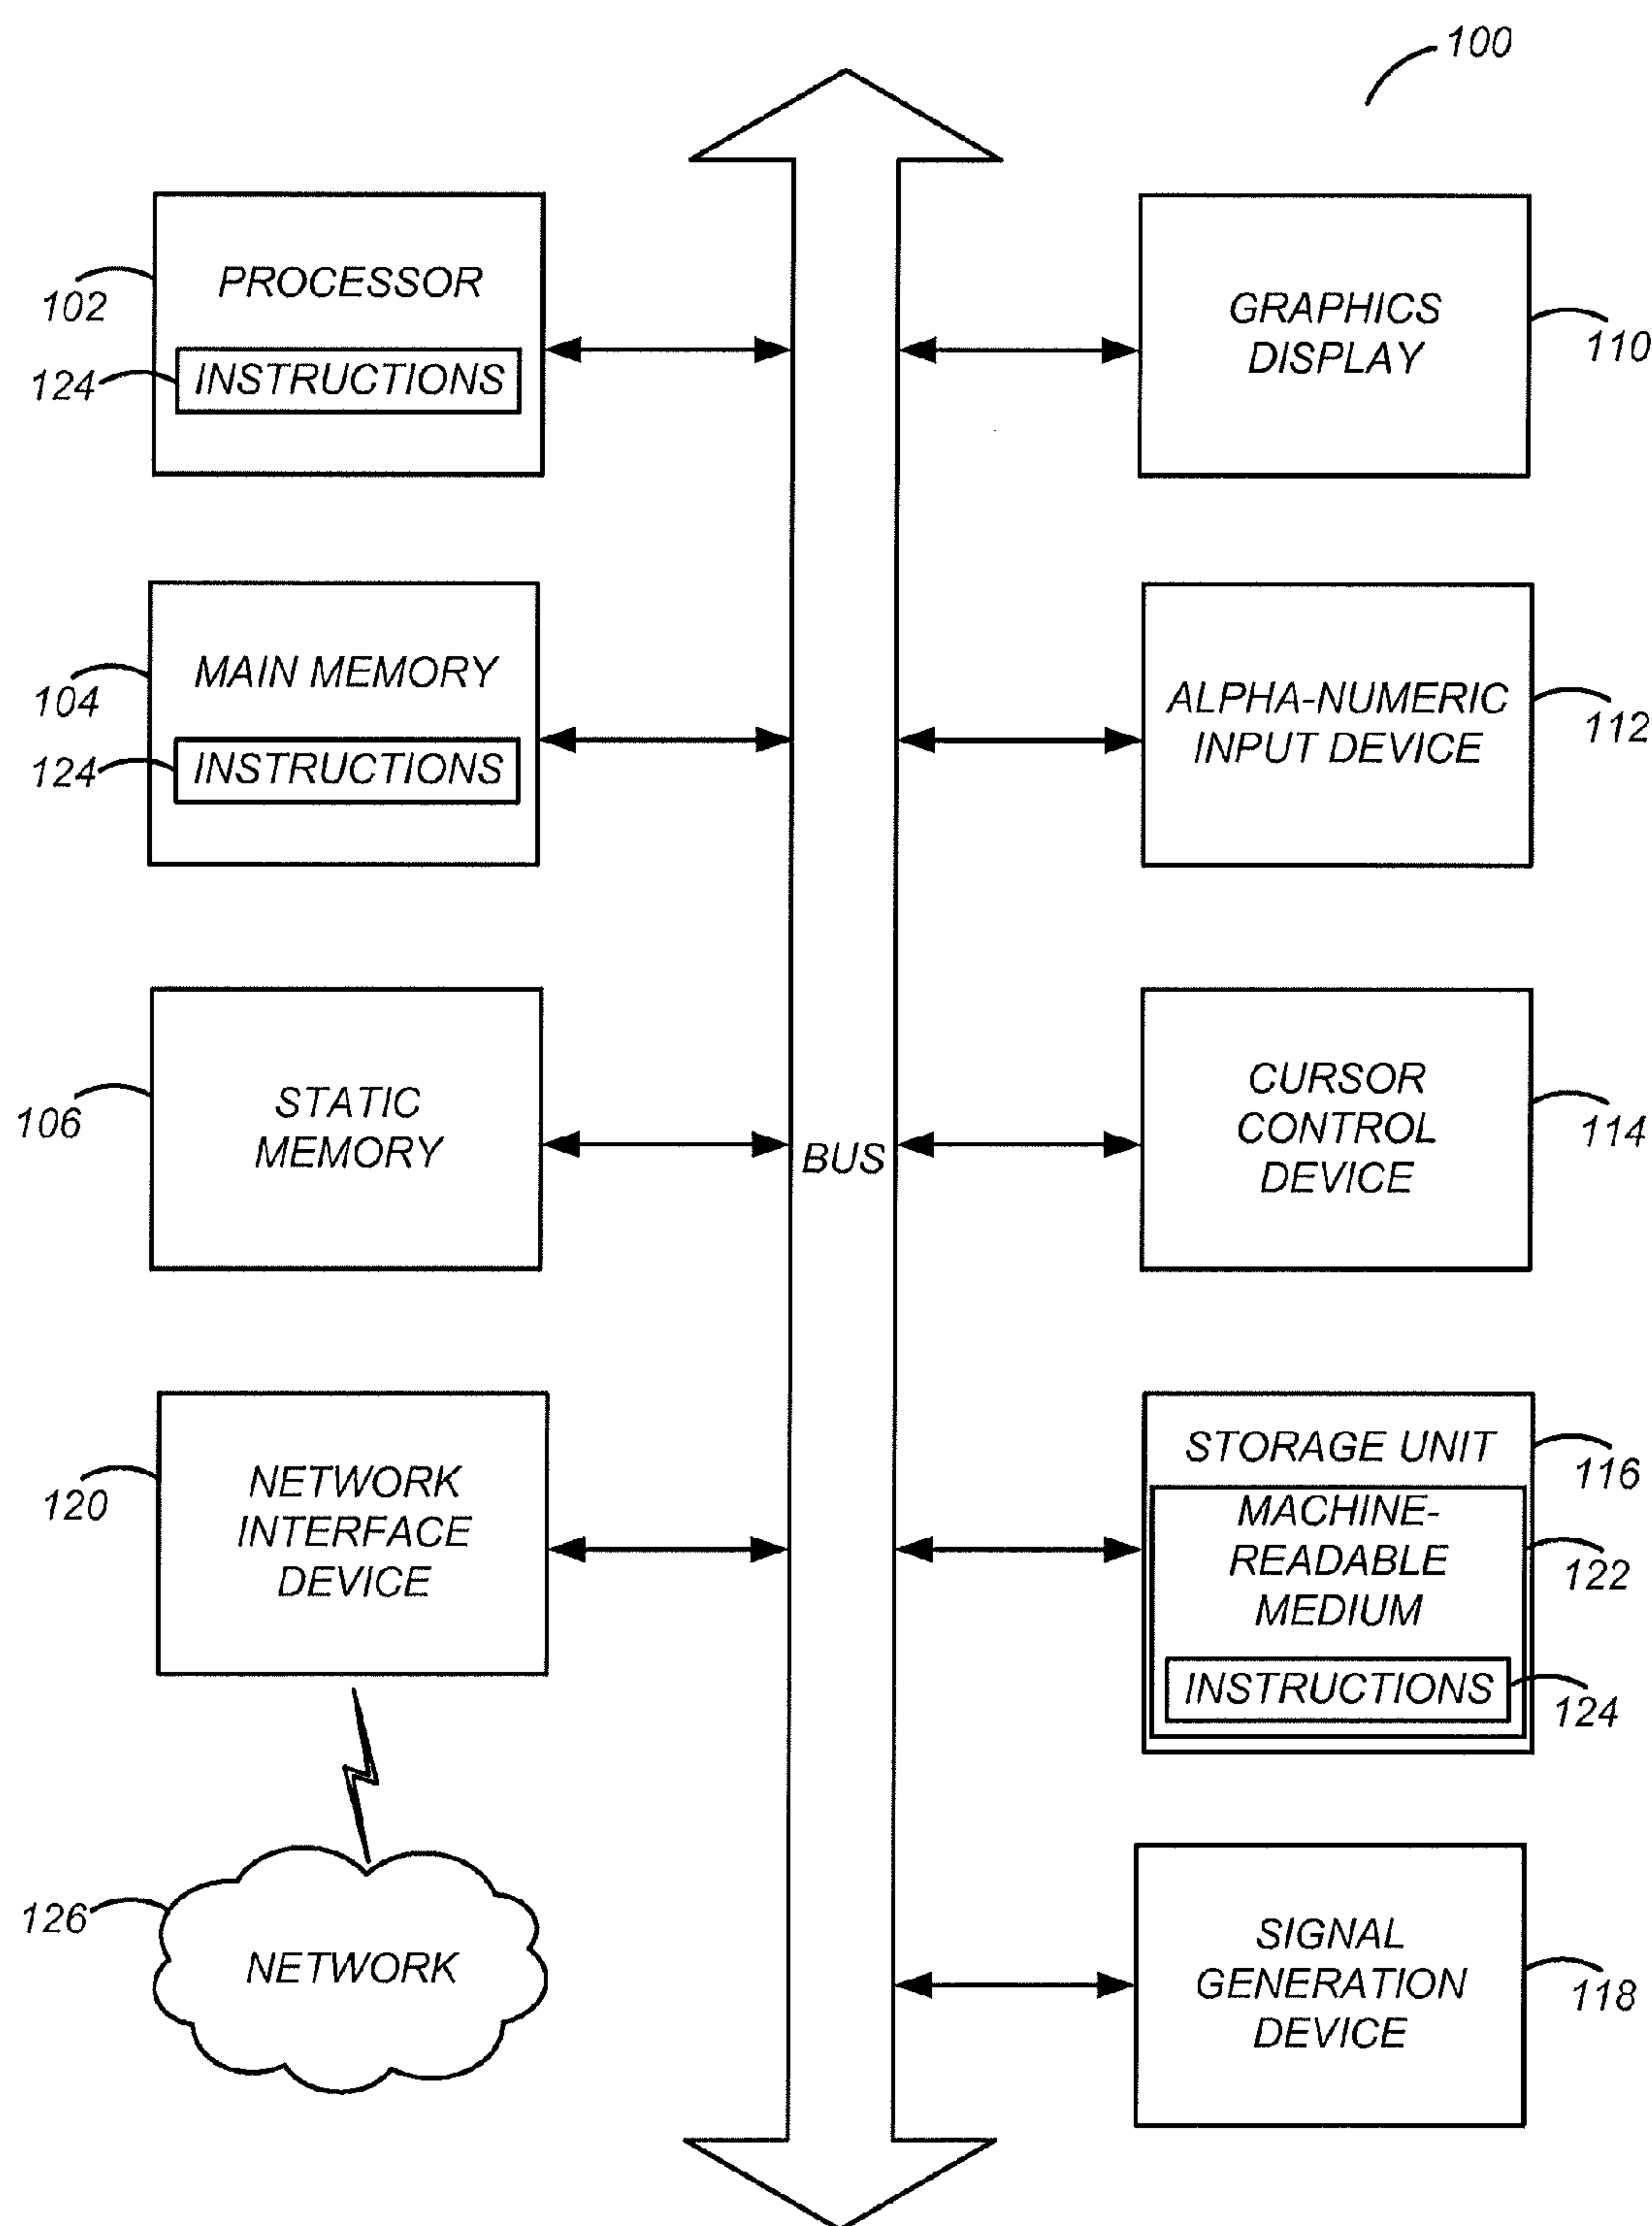 100
PROCESSOR
102
INSTRUCTIONS
124
GRAPHICS
DISPLAY
110
MAIN MEMORY
104
INSTRUCTIONS
124
ALPHA-NUMERIC
INPUT DEVICE
112
STATIC
MEMORY
106
BUS
CURSOR
CONTROL
DEVICE
114
NETWORK
INTERFACE
DEVICE
120
STORAGE UNIT
116
MACHINE-
READABLE
MEDIUM
122
INSTRUCTIONS
124
126
NETWORK
SIGNAL
GENERATION
DEVICE
118